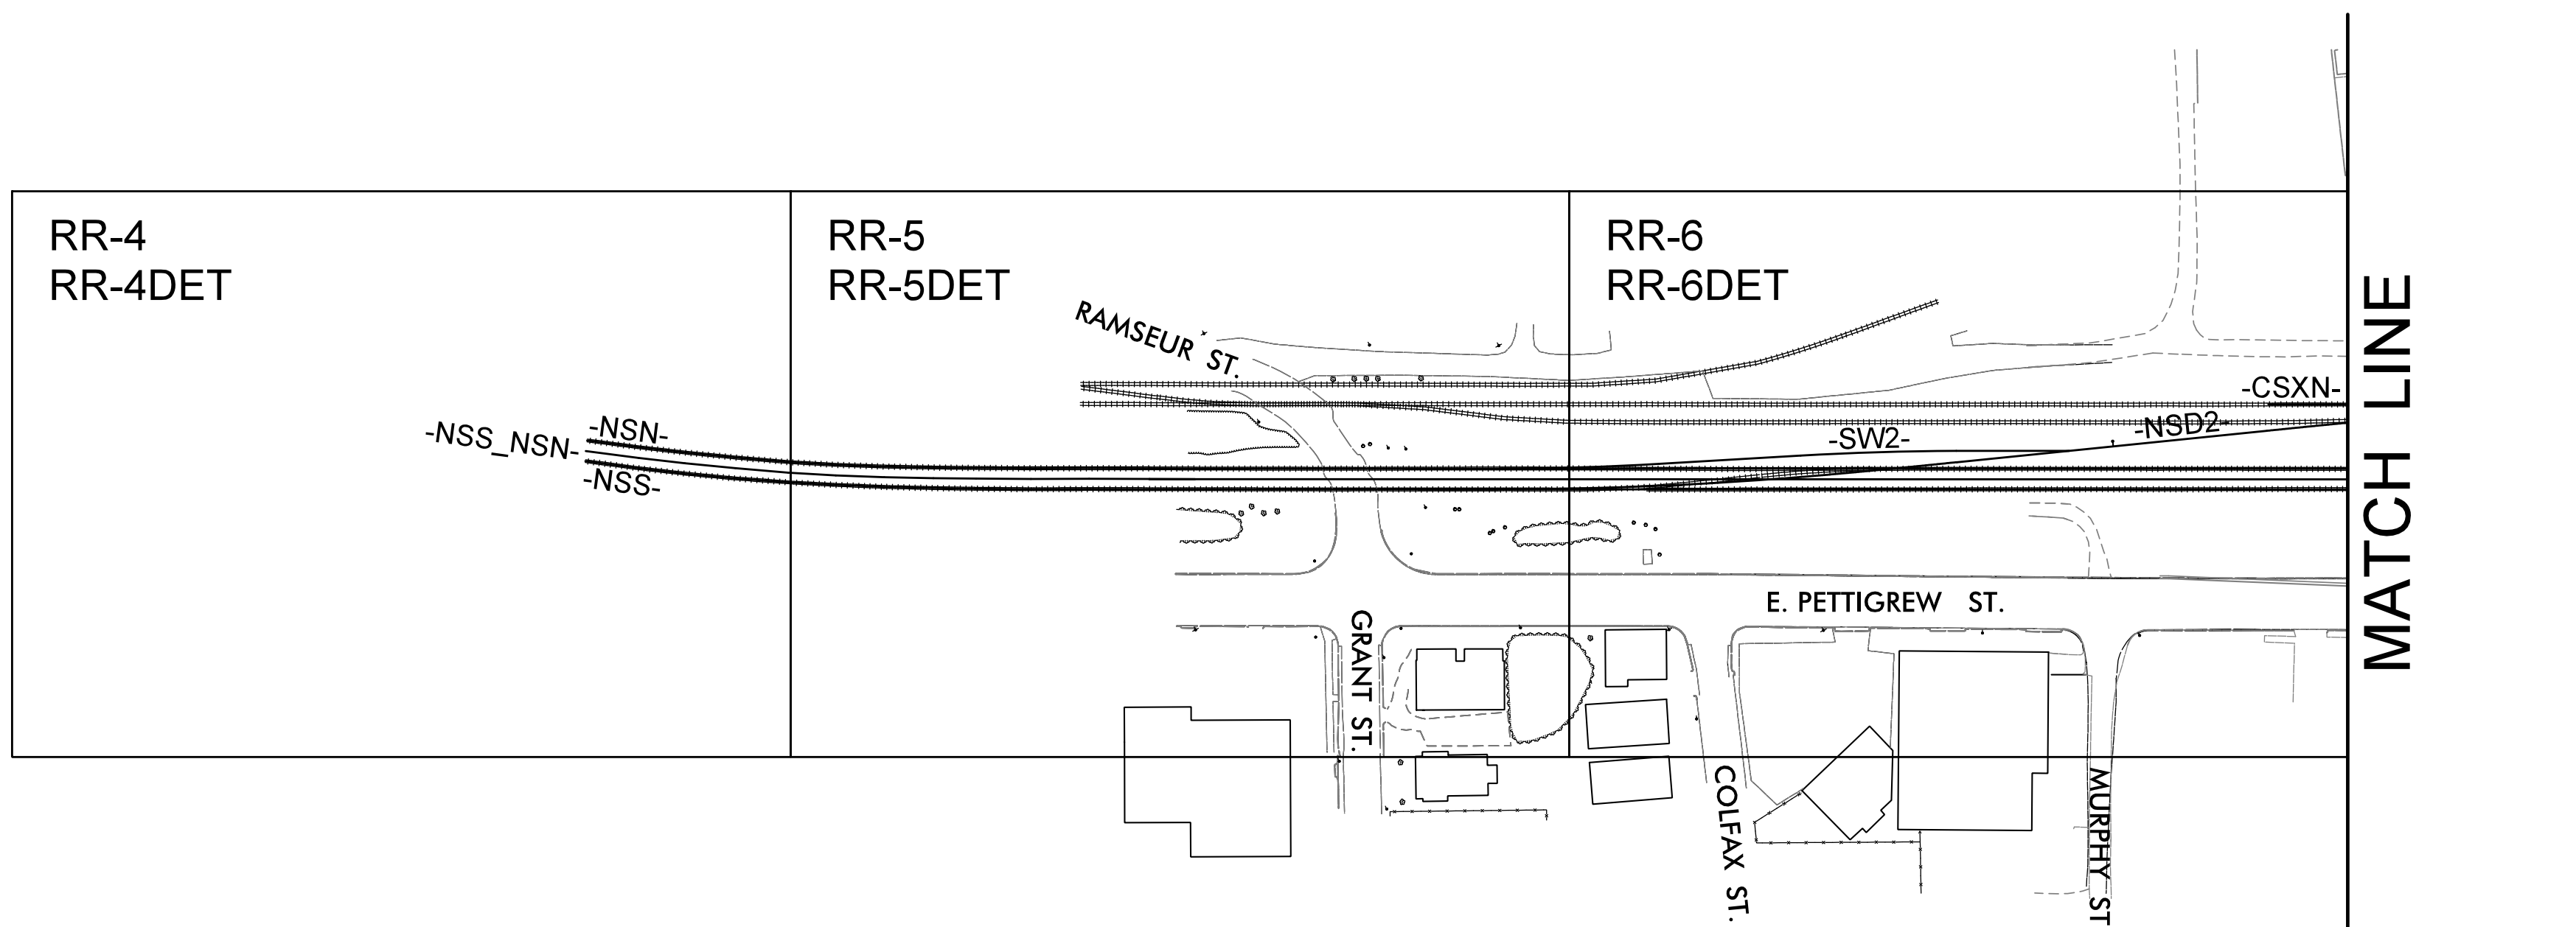 RR-4
RR-4DET
RR-5
RR-5DET
RR-6
RR-6DET
RAMSEUR ST.
-CSXN-
-NSN-
-NSS_NSN-
-NSS-
-SW2-
-NSD2
E. PETTIGREW ST.
GRANT ST.
COLFAX ST.
MURPHY ST
MATCH LINE